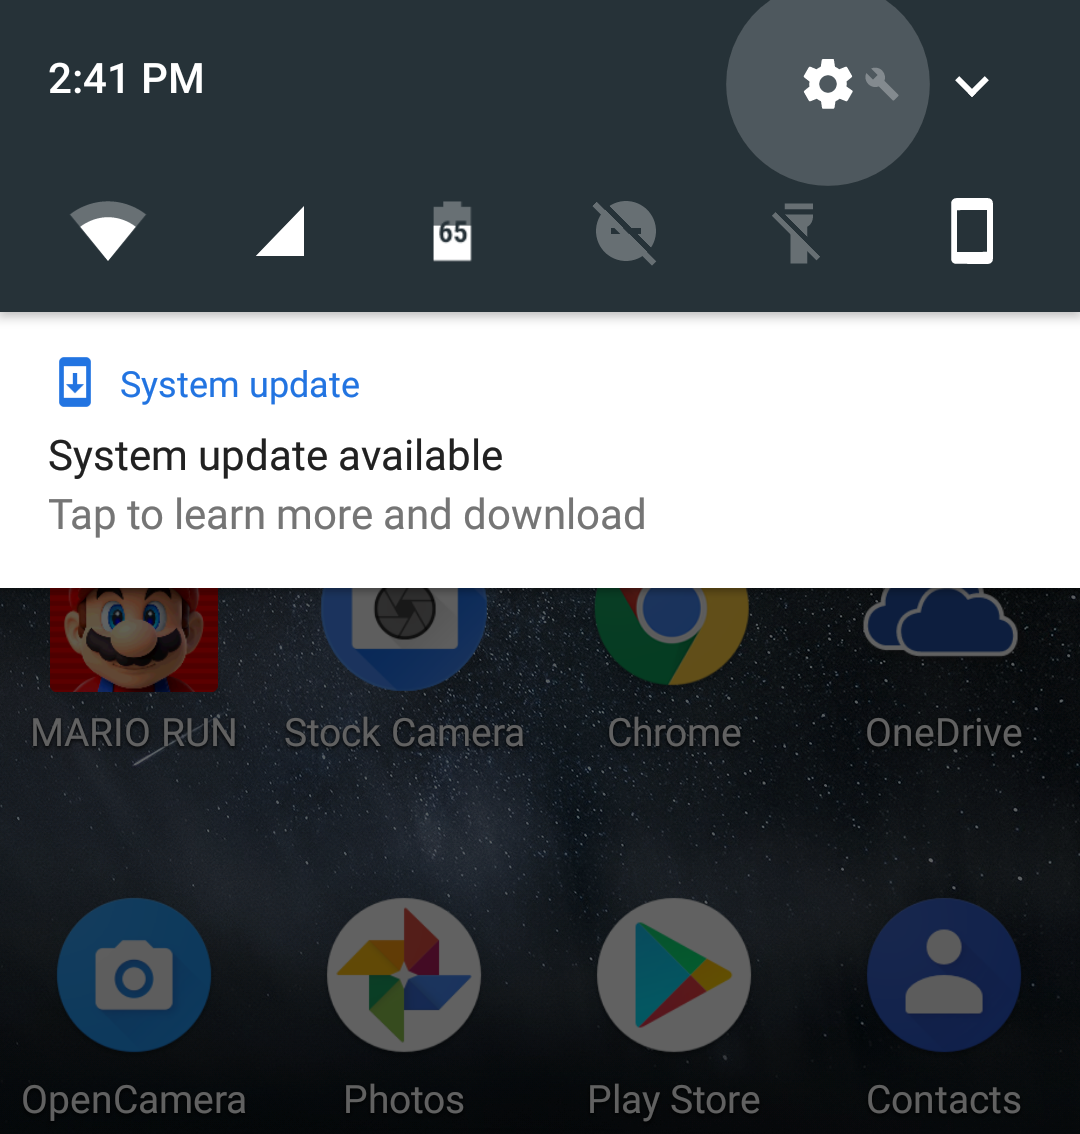 2:41 PM
65
System update
System update available
Tap to learn more and download
MARIO RUN Stock Camera Chrome OneDrive
OpenCamera Photos Play Store Contacts